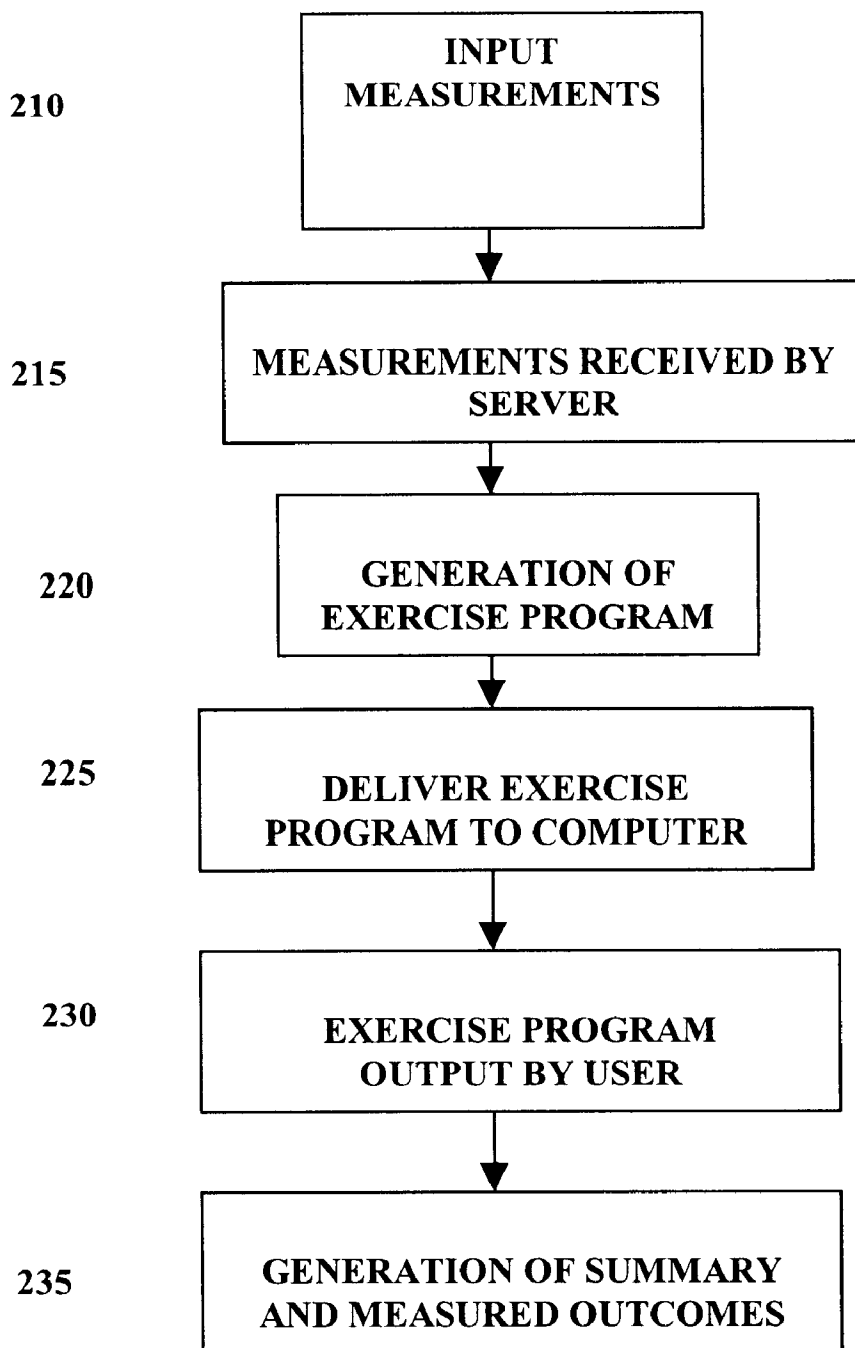 INPUT
MEASUREMENTS
210
MEASUREMENTS RECEIVED BY
SERVER
215
GENERATION OF
EXERCISE PROGRAM
220
DELIVER EXERCISE
PROGRAM TO COMPUTER
225
EXERCISE PROGRAM
OUTPUT BY USER
230
GENERATION OF SUMMARY
AND MEASURED OUTCOMES
235